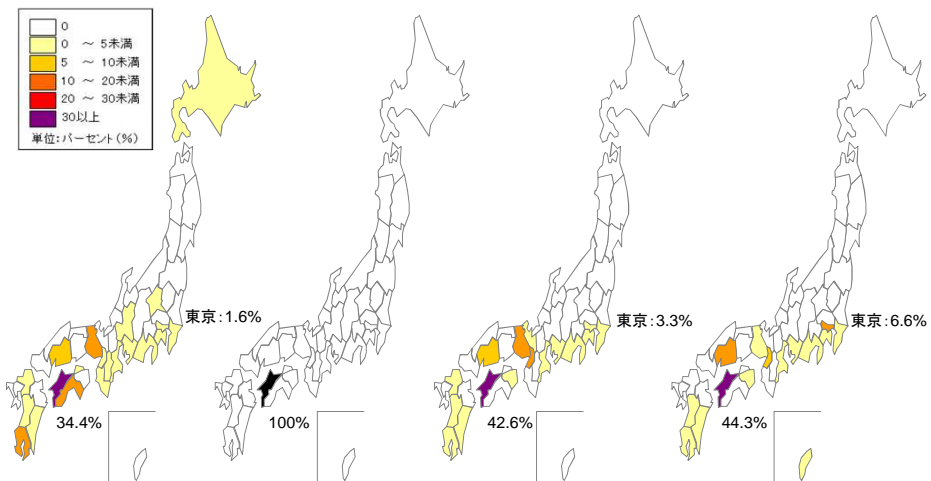 0
0 ～ 5未満
5 ～ 10未満
10 ～ 20未満
20 ～ 30未満
30以上
単位:パーセント(%)
東京:1.6%
東京:3.3%
東京:6.6%
34.4%
100%
42.6%
44.3%